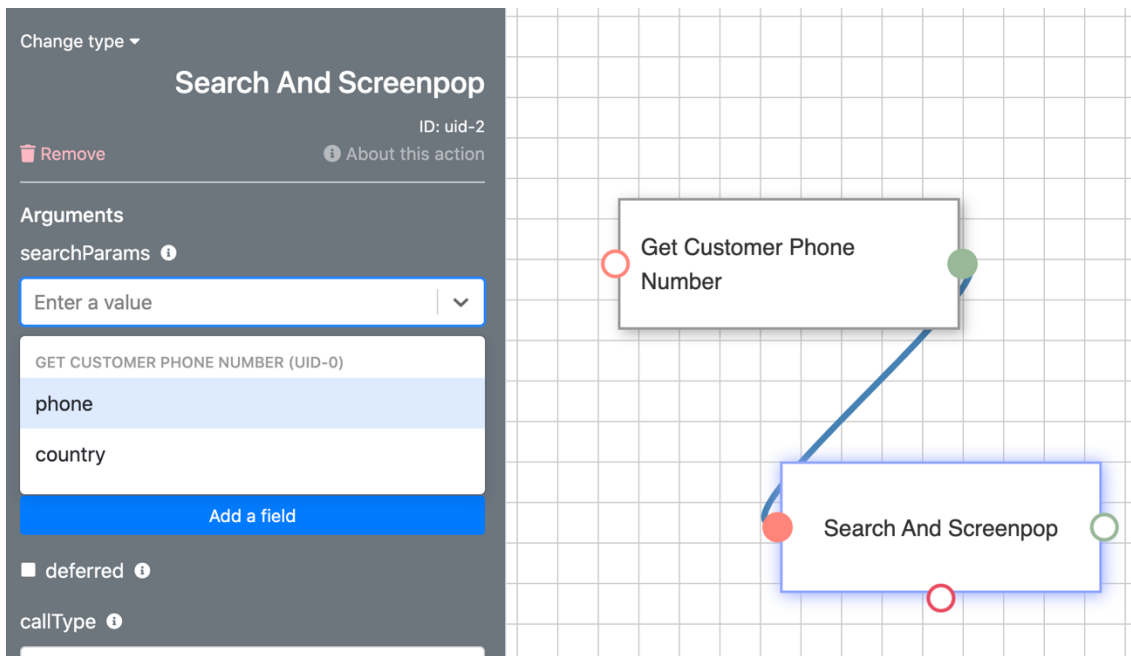 Change type
Search And Screenpop
ID: uid-2
Remove
About this action
Arguments
searchParams
Enter a value
GET CUSTOMER PHONE NUMBER (UID-0)
phone
country
Add a field
deferred
callType
Get Customer Phone
Number
Search And Screenpop